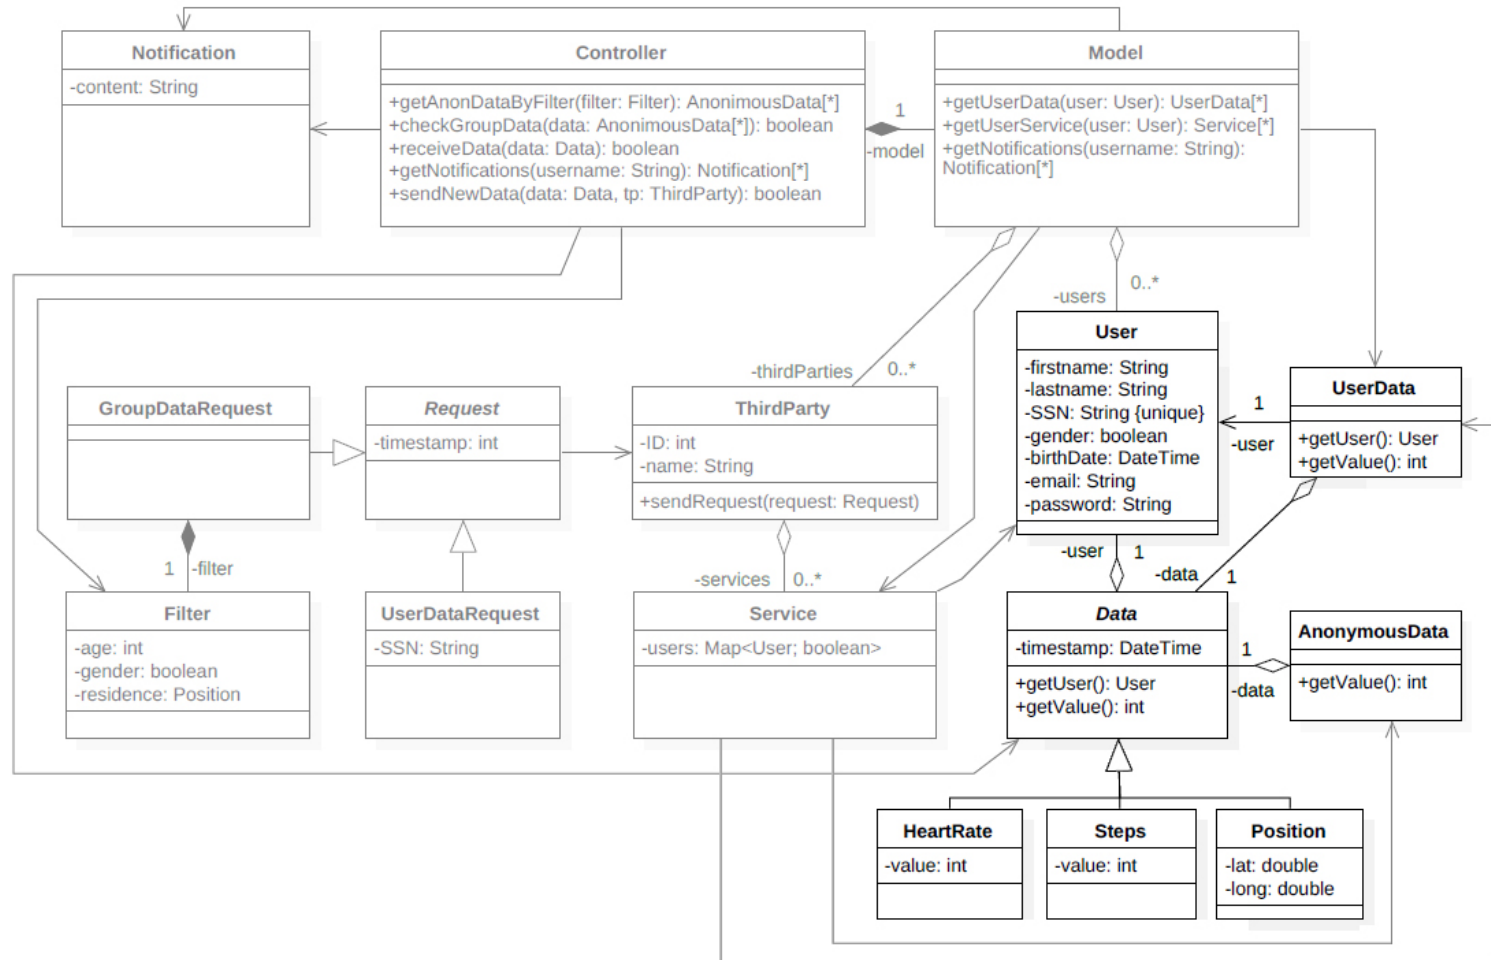 Notification
-content: String
Controller
+getAnonDataByFilter(filter: Filter): AnonimousData[*]
+checkGroupData(data: AnonimousData[*]): boolean
+receiveData(data: Data): boolean
+getNotifications(username: String): Notification[*]
+sendNewData(data: Data, tp: ThirdParty): boolean
1
-model
Model
+getUserData(user: User): UserData[*]
+getUserService(user: User): Service[*]
+getNotifications(username: String):
Notification[*]
-users
0..*
-thirdParties
0..*
User
-firstname: String
-lastname: String
-SSN: String {unique}
-gender: boolean
-birthDate: DateTime
-email: String
-password: String
1
-user
UserData
+getUser(): User
+getValue(): int
GroupDataRequest
Request
-timestamp: int
ThirdParty
-ID: int
-name: String
+sendRequest(request: Request)
1
-filter
-services
0..*
-user
1
-data
1
Filter
-age: int
-gender: boolean
-residence: Position
UserDataRequest
-SSN: String
Service
-users: Map<User; boolean>
Data
-timestamp: DateTime
+getUser(): User
+getValue(): int
1
-data
AnonymousData
+getValue(): int
HeartRate
-value: int
Steps
-value: int
Position
-lat: double
-long: double